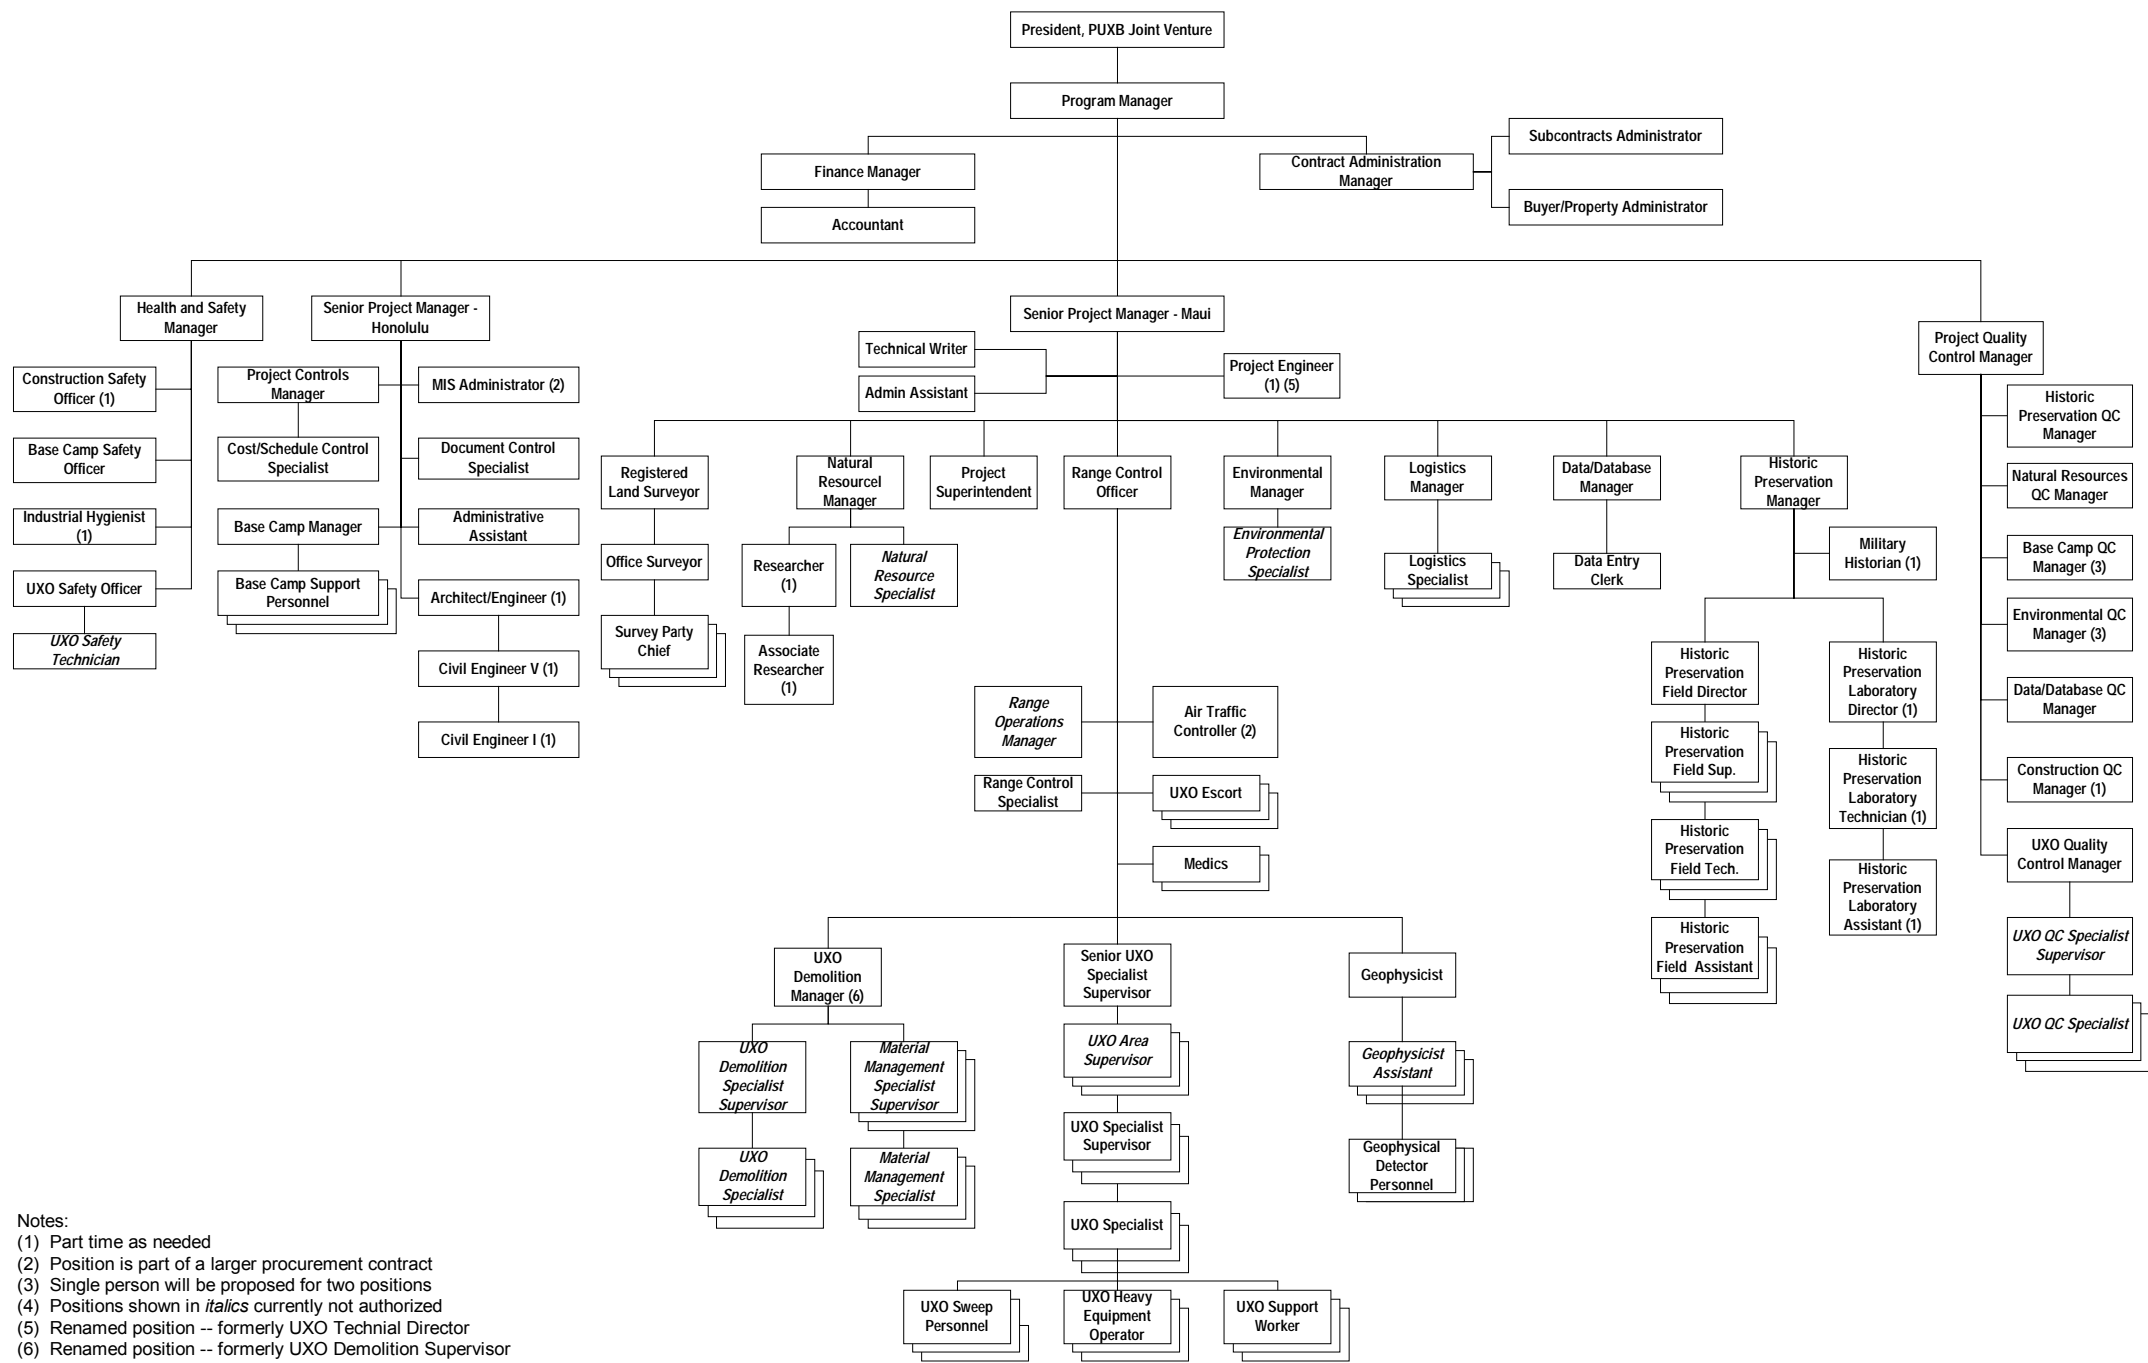 President, PUXB Joint Venture
Program Manager
Subcontracts Administrator
Finance Manager
Contract Administration
Manager
Buyer/Property Administrator
Accountant
Health and Safety
Manager
Senior Project Manager -
Honolulu
Senior Project Manager - Maui
Project Quality
Control Manager
Construction Safety
Officer (1)
Base Camp Safety
Officer
Industrial Hygienist
(1)
UXO Safety Officer
UXO Safety
Technician
Project Controls
Manager
MIS Administrator (2)
Cost/Schedule Control
Specialist
Document Control
Specialist
Base Camp Manager
Administrative
Assistant
Base Camp Support
Personnel
Architect/Engineer (1)
Civil Engineer V (1)
Civil Engineer I (1)
Technical Writer
Admin Assistant
Project Engineer
(1) (5)
Registered
Land Surveyor
Office Surveyor
Survey Party
Chief
Natural
Resourcel
Manager
Researcher
(1)
Natural
Resource
Specialist
Associate
Researcher
(1)
Project
Superintendent
Range Control
Officer
Environmental
Manager
Environmental
Protection
Specialist
Logistics
Manager
Logistics
Specialist
Data/Database
Manager
Data Entry
Clerk
Historic
Preservation
Manager
Military
Historian (1)
Historic
Preservation
Field Director
Historic
Preservation
Field Sup.
Historic
Preservation
Field Tech.
Historic
Preservation
Field Assistant
Historic
Preservation
Laboratory
Director (1)
Historic
Preservation
Laboratory
Technician (1)
Historic
Preservation
Laboratory
Assistant (1)
Historic
Preservation QC
Manager
Natural Resources
QC Manager
Base Camp QC
Manager (3)
Environmental QC
Manager (3)
Data/Database QC
Manager
Construction QC
Manager (1)
UXO Quality
Control Manager
UXO QC Specialist
Supervisor
UXO QC Specialist
Range
Operations
Manager
Air Traffic
Controller (2)
Range Control
Specialist
UXO Escort
Medics
UXO
Demolition
Manager (6)
UXO
Demolition
Specialist
Supervisor
UXO
Demolition
Specialist
Material
Management
Specialist
Supervisor
Material
Management
Specialist
Senior UXO
Specialist
Supervisor
UXO Area
Supervisor
UXO Specialist
Supervisor
UXO Specialist
UXO Sweep
Personnel
UXO Heavy
Equipment
Operator
UXO Support
Worker
Geophysicist
Geophysicist
Assistant
Geophysical
Detector
Personnel
Notes:
(1) Part time as needed
(2) Position is part of a larger procurement contract
(3) Single person will be proposed for two positions
(4) Positions shown in italics currently not authorized
(5) Renamed position -- formerly UXO Technial Director
(6) Renamed position -- formerly UXO Demolition Supervisor